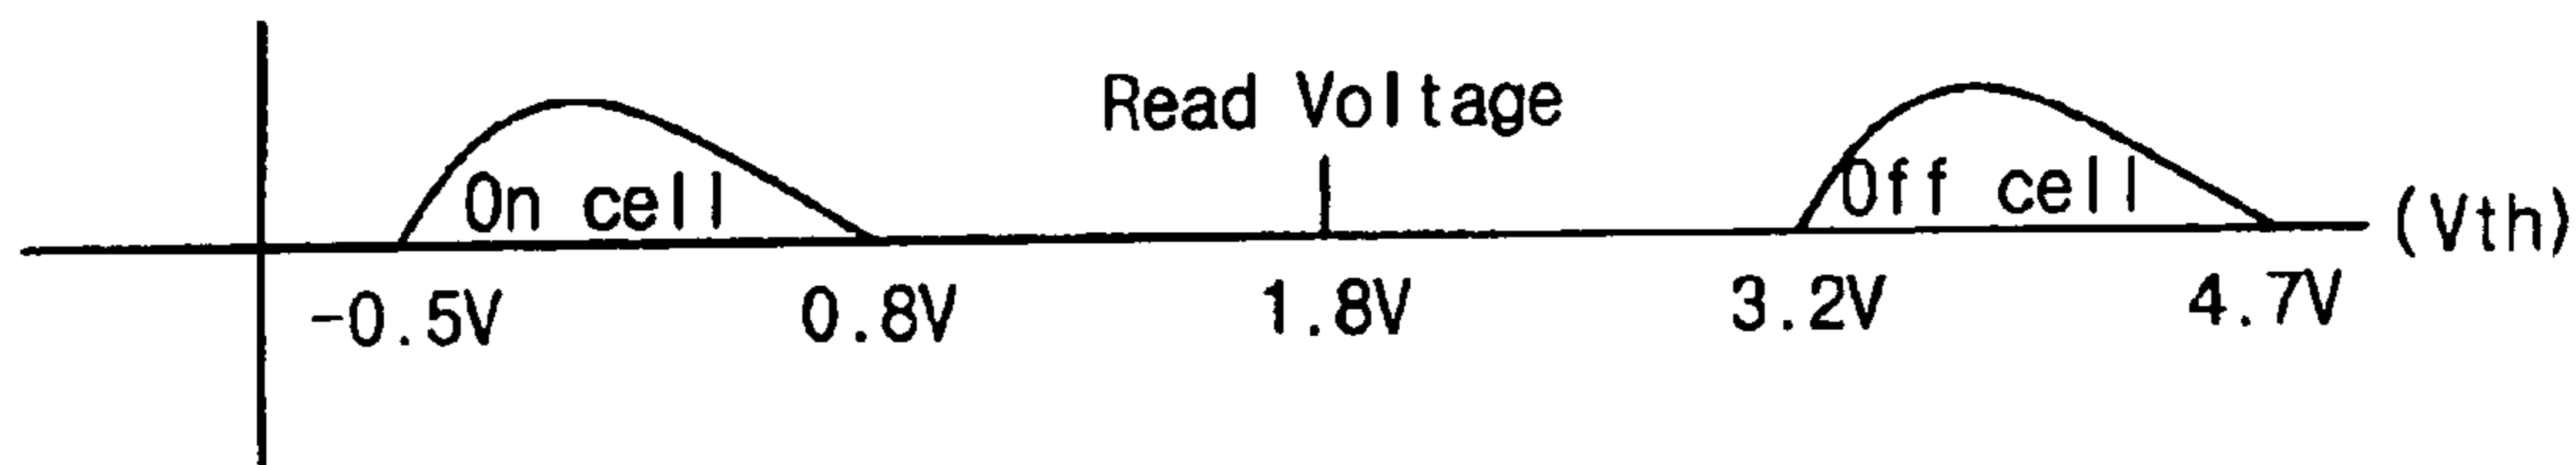 Read Voltage
On cell
Off cell
(Vth)
-0.5V
0.8V
1.8V
3.2V
4.7V